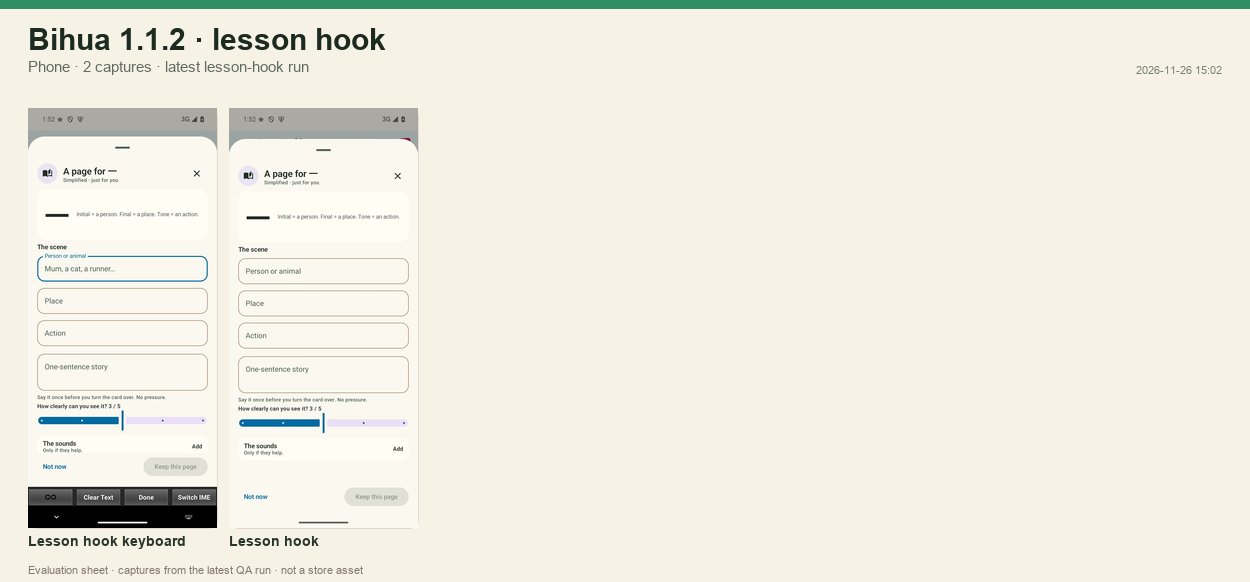 Bihua 1.1.2 · lesson hook
Phone · 2 captures · latest lesson-hook run
2026-11-26 15:02
1:52
3G
A page for 一
Simplified · just for you
Initial = a person. Final = a place. Tone = an action.
The scene
Person or animal
Mum, a cat, a runner…
Place
Action
One-sentence story
Say it once before you turn the card over. No pressure.
How clearly can you see it? 3 / 5
The sounds
Only if they help.
Add
Not now
Keep this page
Clear Text
Done
Switch IME
Lesson hook keyboard
1:52
3G
A page for 一
Simplified · just for you
Initial = a person. Final = a place. Tone = an action.
The scene
Person or animal
Place
Action
One-sentence story
Say it once before you turn the card over. No pressure.
How clearly can you see it? 3 / 5
The sounds
Only if they help.
Add
Not now
Keep this page
Lesson hook
Evaluation sheet · captures from the latest QA run · not a store asset